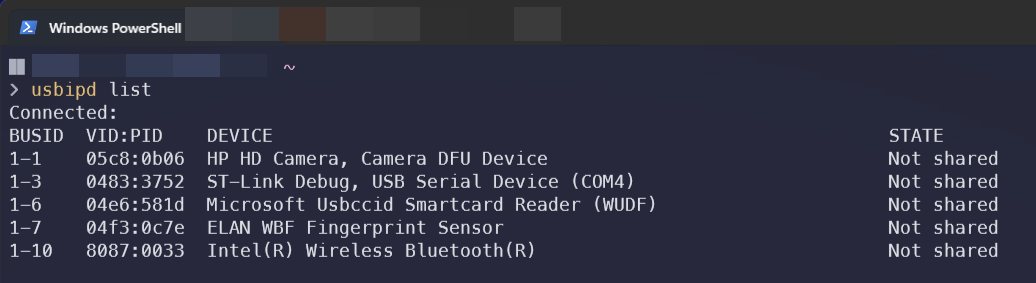 Windows PowerShell
~
> usbipd list
Connected:
BUSID  VID:PID    DEVICE                                                        STATE
1-1    05c8:0b06  HP HD Camera, Camera DFU Device                               Not shared
1-3    0483:3752  ST-Link Debug, USB Serial Device (COM4)                       Not shared
1-6    04e6:581d  Microsoft Usbccid Smartcard Reader (WUDF)                     Not shared
1-7    04f3:0c7e  ELAN WBF Fingerprint Sensor                                   Not shared
1-10   8087:0033  Intel(R) Wireless Bluetooth(R)                                Not shared